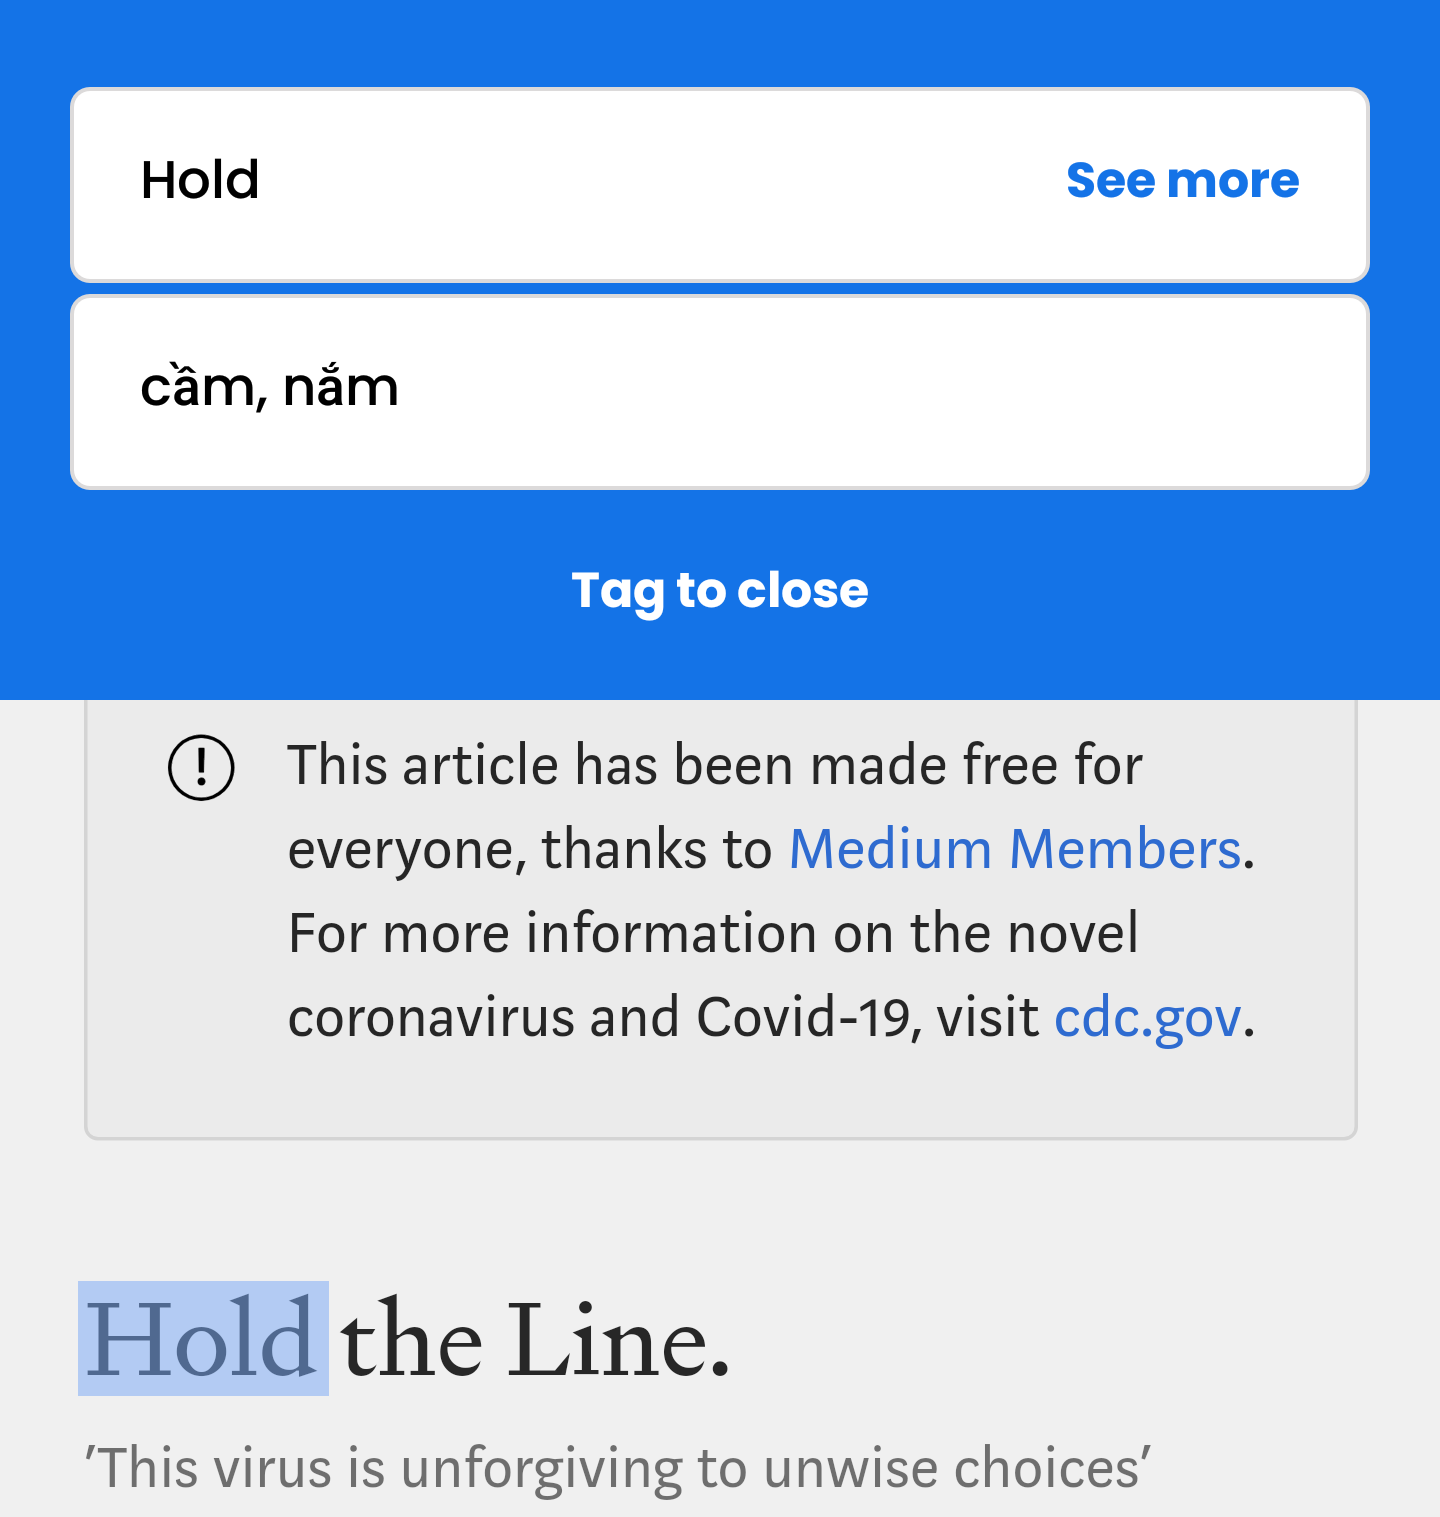 Hold
See more
cầm, nắm
Tag to close
This article has been made free for
everyone, thanks to Medium Members.
For more information on the novel
coronavirus and Covid-19, visit cdc.gov.
Hold the Line.
'This virus is unforgiving to unwise choices'